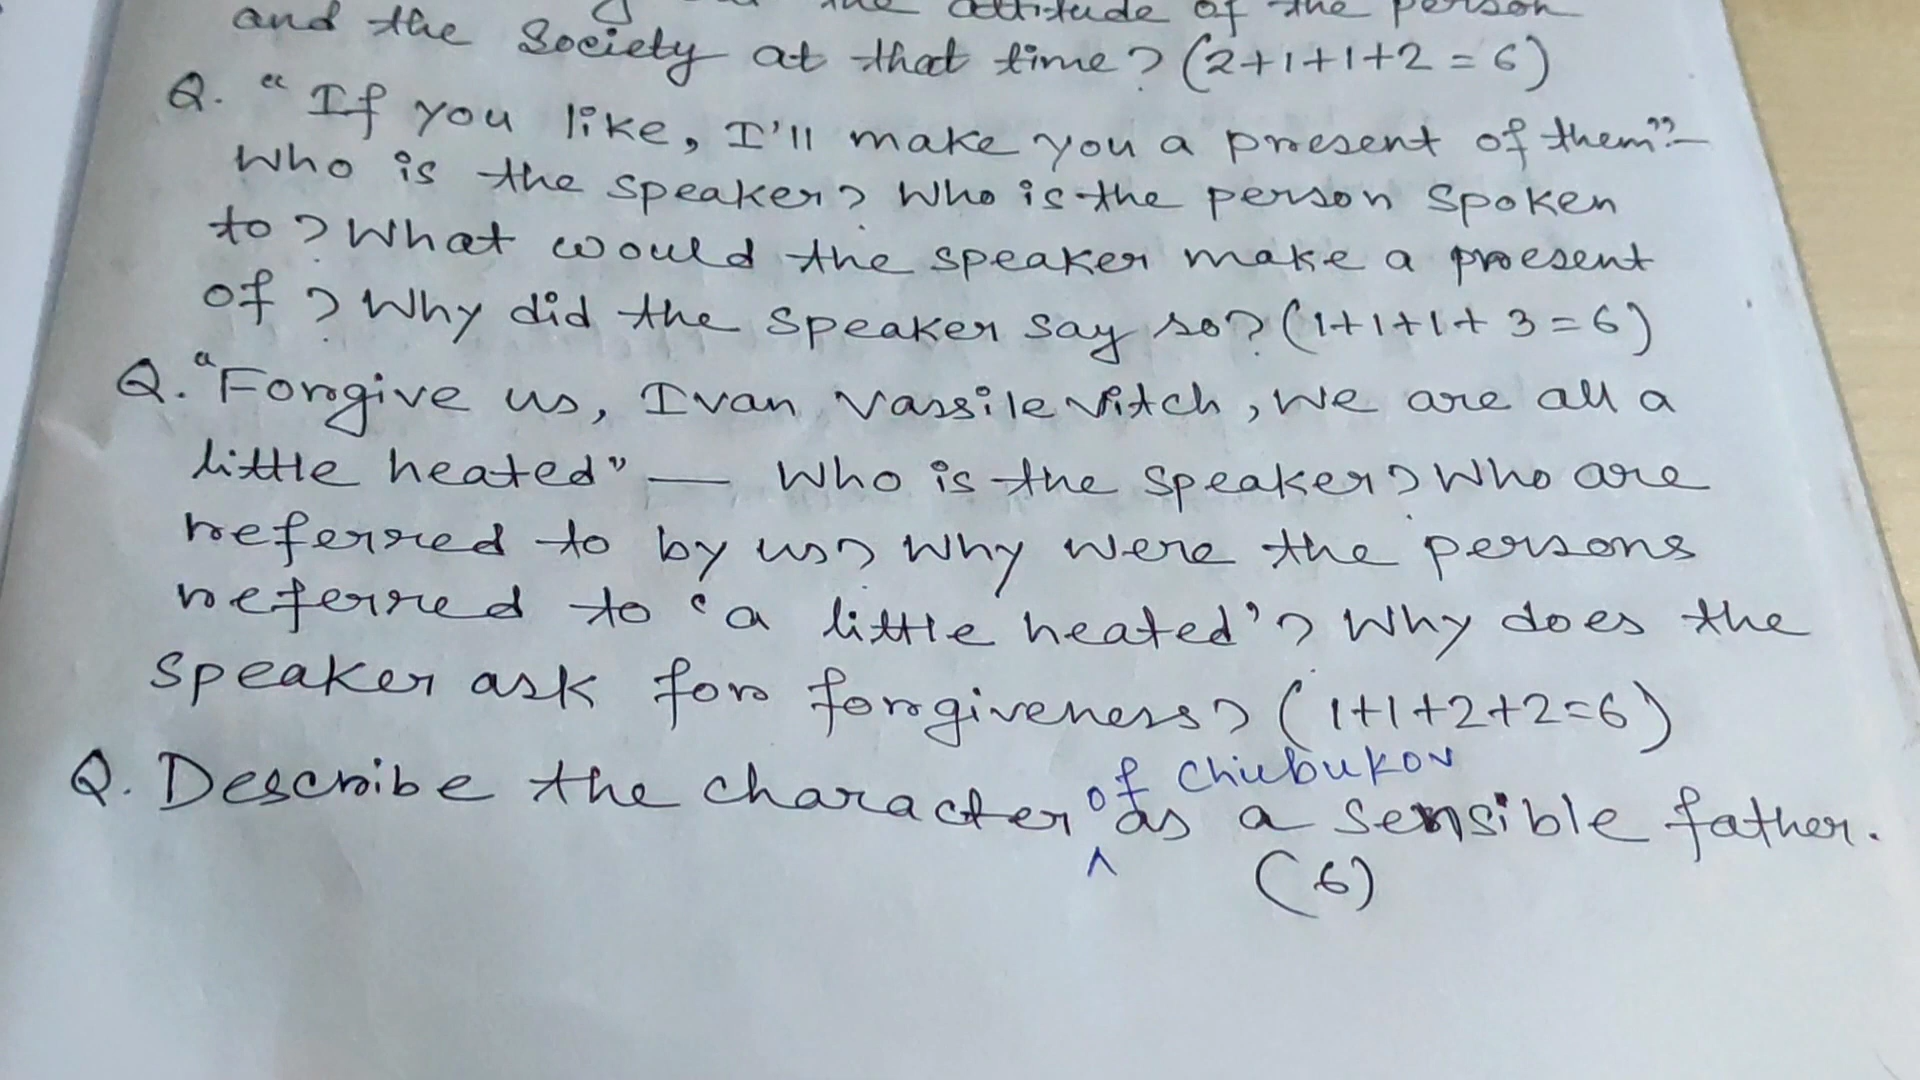 the attitude of the person
and the Society at that time? (2+1+1+2=6)
Q. "If you like, I'll make you a present of them"-
Who is the speaker? Who is the person spoken
to? What would the speaker make a present
of? Why did the speaker say so? (1+1+1+3=6)
Q. "Forgive us, Ivan Vassilevitch, we are all a
little heated" — Who is the speaker? Who are
referred to by us? Why were the persons
referred to 'a little heated'? Why does the
speaker ask for forgiveness? (1+1+2+2=6)
Q. Describe the character of Chubukov as a sensible father.
(6)